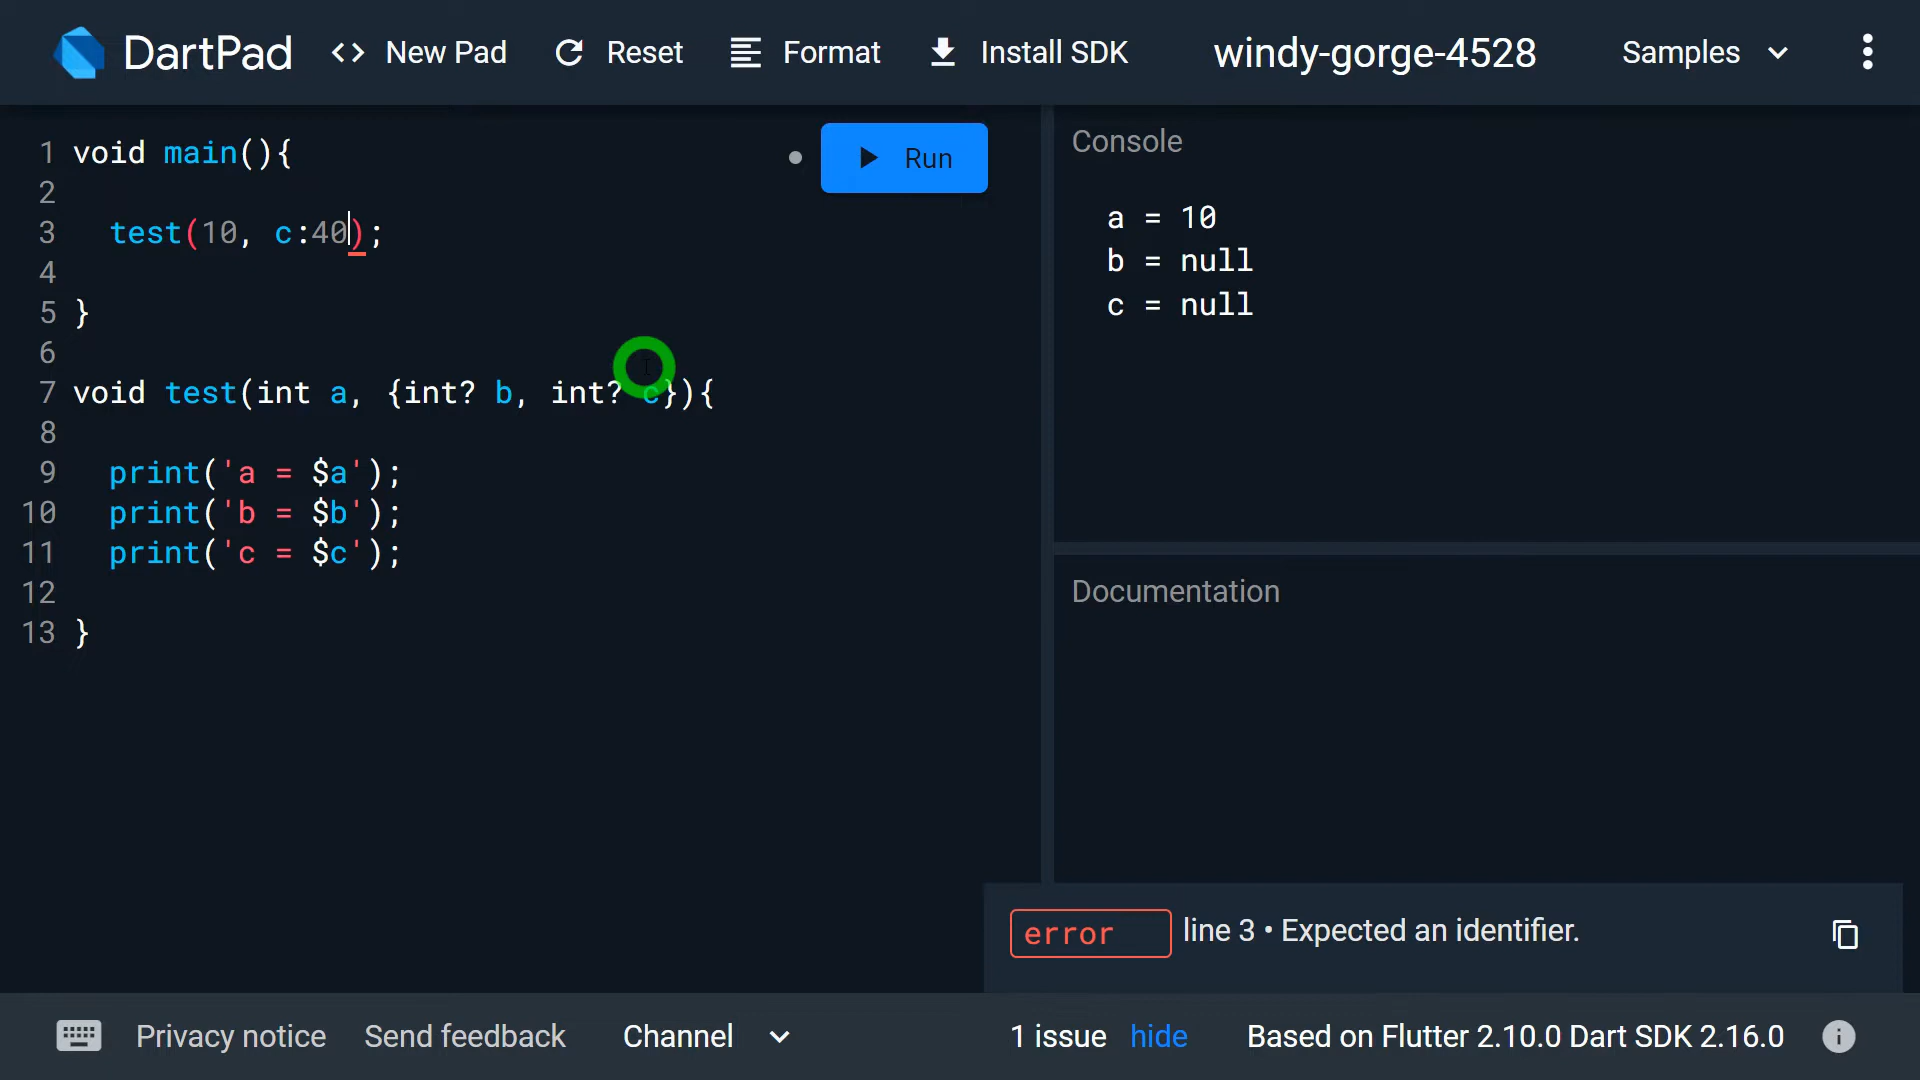 DartPad <> New Pad Reset Format Install SDK windy-gorge-4528 Samples
1 void main(){
2
3 test(10, c:40);
4
5 }
6
7 void test(int a, {int? b, int? c}){
8
9 print('a = $a');
10 print('b = $b');
11 print('c = $c');
12
13 }
Run
Console
a = 10
b = null
c = null
Documentation
error line 3 • Expected an identifier.
Privacy notice Send feedback Channel 1 issue hide Based on Flutter 2.10.0 Dart SDK 2.16.0